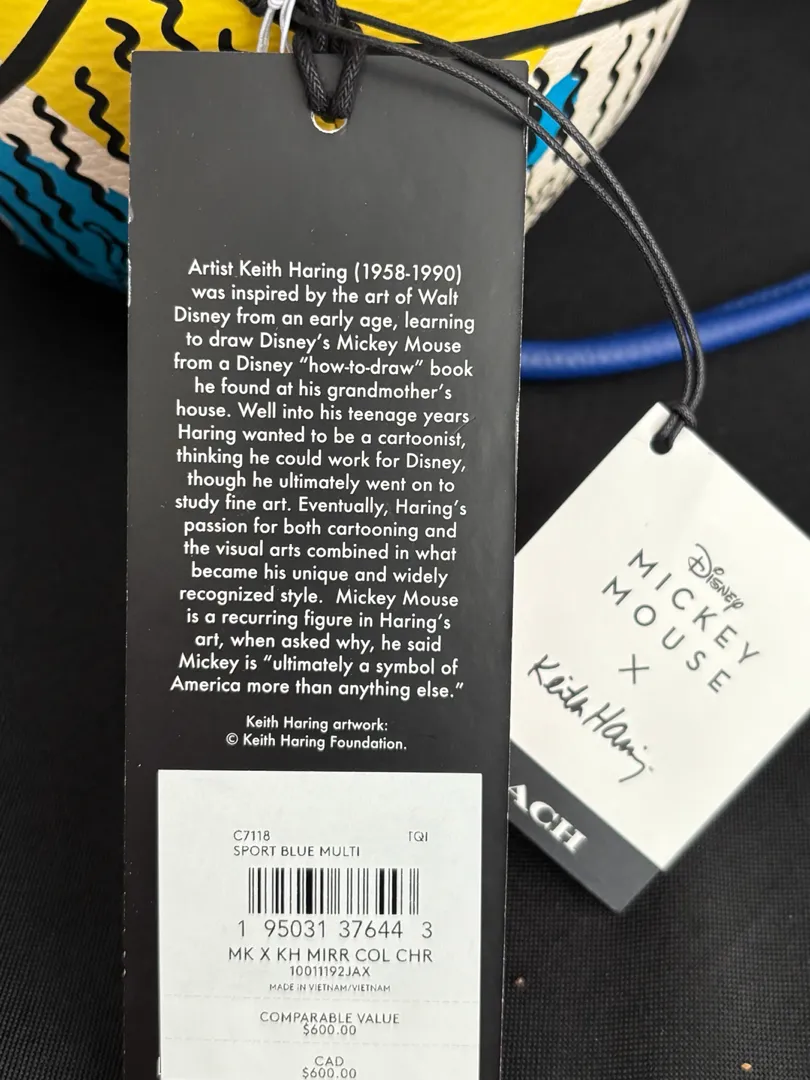 Artist Keith Haring (1958-1990)
was inspired by the art of Walt
Disney from an early age, learning
to draw Disney's Mickey Mouse
from a Disney "how-to-draw" book
he found at his grandmother's
house. Well into his teenage years
Haring wanted to be a cartoonist,
thinking he could work for Disney,
though he ultimately went on to
study fine art. Eventually, Haring's
passion for both cartooning and
the visual arts combined in what
became his unique and widely
recognized style. Mickey Mouse
is a recurring figure in Haring's
art, when asked why, he said
Mickey is "ultimately a symbol of
America more than anything else."
Keith Haring artwork:
© Keith Haring Foundation.
C7118 TQI
SPORT BLUE MULTI
1 95031 37644 3
MK X KH MIRR COL CHR
10011192JAX
MADE IN VIETNAM/VIETNAM
COMPARABLE VALUE
$600.00
CAD
$600.00
Disney
MICKEY
MOUSE
X
Keith Haring
ACH